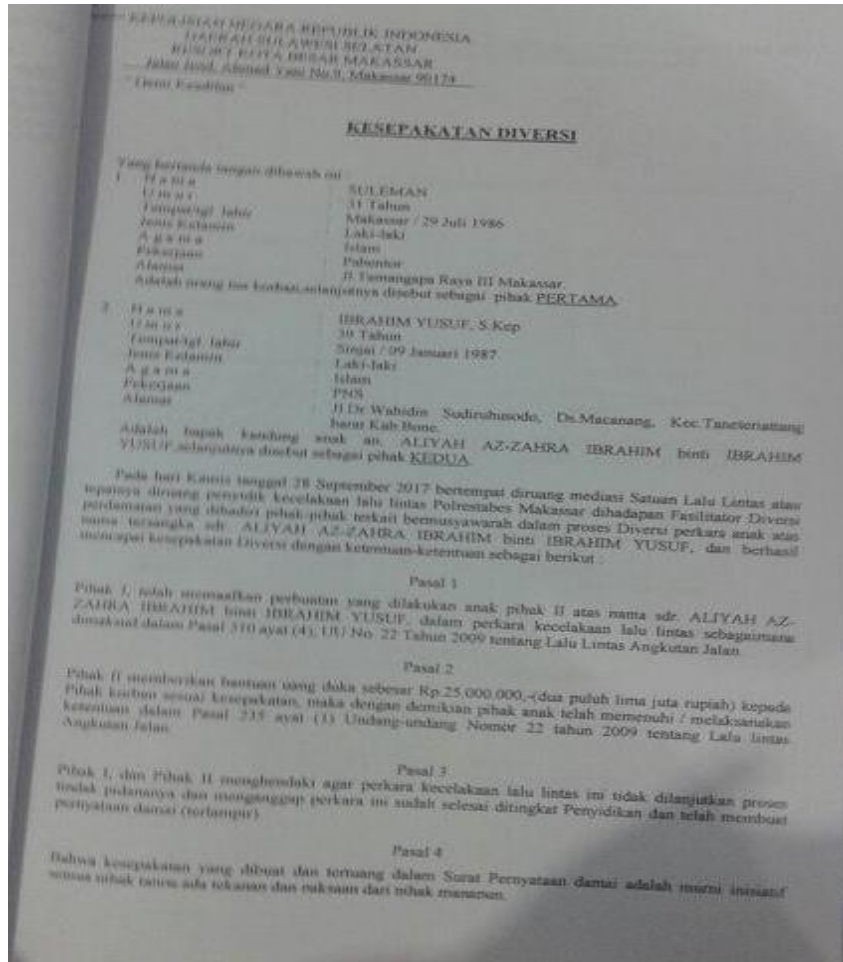 KEPOLISIAN NEGARA REPUBLIK INDONESIA
DAERAH SULAWESI SELATAN
RESORT KOTA BESAR MAKASSAR
Jalan Jend. Ahmad Yani No.9, Makassar 90174
KESEPAKATAN DIVERSI
Yang bertanda tangan dibawah ini
1. Nama : SULEMAN
Umur : 31 Tahun
Tempat/tgl. lahir : Makassar / 29 Juli 1986
Jenis Kelamin : Laki-laki
Agama : Islam
Pekerjaan : Pabentor
Alamat : Jl. Tamangapa Raya III Makassar.
Adalah orang tua korban,selanjutnya disebut sebagai pihak PERTAMA.
2. Nama : IBRAHIM YUSUF, S.Kep
Umur : 39 Tahun
Tempat/tgl. lahir : Sinjai / 09 Januari 1987.
Jenis Kelamin : Laki-laki
Agama : Islam
Pekerjaan : PNS
Alamat : Jl.Dr.Wahidin Sudiruhusodo, Ds.Macanang, Kec.Taneteriattang
barat Kab.Bone.
Adalah bapak kandung anak an. ALIYAH AZ-ZAHRA IBRAHIM binti IBRAHIM
YUSUF,selanjutnya disebut sebagai pihak KEDUA.
Pada hari Kamis tanggal 28 September 2017 bertempat diruang mediasi Satuan Lalu Lintas atau
tepatnya diruang penyidik kecelakaan lalu lintas Polrestabes Makassar dihadapan Fasilitator Diversi
perdamaian yang dihadiri pihak-pihak terkait bermusyawarah dalam proses Diversi perkara anak atas
nama tersangka sdr. ALIYAH AZ-ZAHRA IBRAHIM binti IBRAHIM YUSUF, dan berhasil
mencapai kesepakatan Diversi dengan ketentuan-ketentuan sebagai berikut :
Pasal 1
Pihak I, telah memaafkan perbuatan yang dilakukan anak pihak II atas nama sdr. ALIYAH AZ-
ZAHRA IBRAHIM binti IBRAHIM YUSUF, dalam perkara kecelakaan lalu lintas sebagaimana
dimaksud dalam Pasal 310 ayat (4), UU No. 22 Tahun 2009 tentang Lalu Lintas Angkutan Jalan.
Pasal 2
Pihak II memberikan bantuan uang duka sebesar Rp.25.000.000,-(dua puluh lima juta rupiah) kepada
Pihak korban sesuai kesepakatan, maka dengan demikian pihak anak telah memenuhi / melaksanakan
ketentuan dalam Pasal 235 ayat (1) Undang-undang Nomor 22 tahun 2009 tentang Lalu lintas
Angkutan Jalan.
Pasal 3
Pihak I, dan Pihak II menghendaki agar perkara kecelakaan lalu lintas ini tidak dilanjutkan proses
tindak pidananya dan menganggap perkara ini sudah selesai ditingkat Penyidikan dan telah membuat
pernyataan damai (terlampir).
Pasal 4
Bahwa kesepakatan yang dibuat dan tertuang dalam Surat Pernyataan damai adalah murni inisiatif
semua pihak tanpa ada tekanan dan paksaan dari pihak manapun.